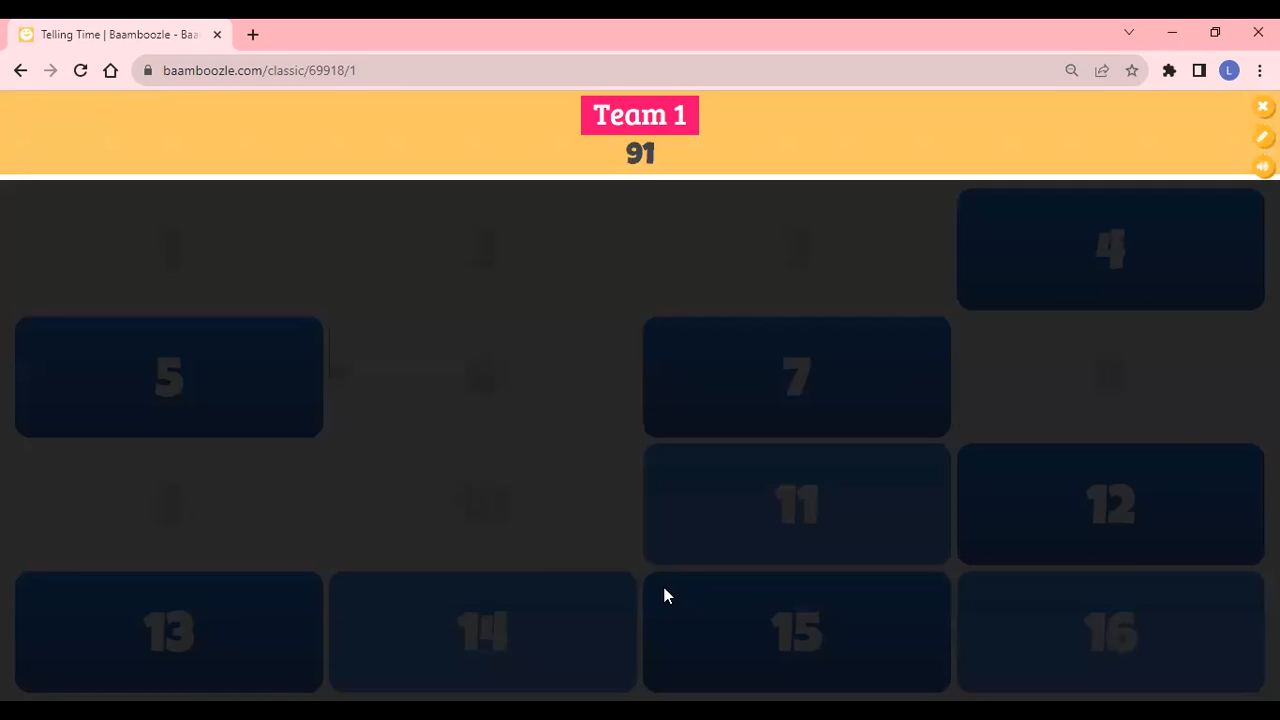 Telling Time | Baamboozle - Baa
baamboozle.com/classic/69918/1
L
Team 1
91
4
5
7
11
12
13
14
15
16